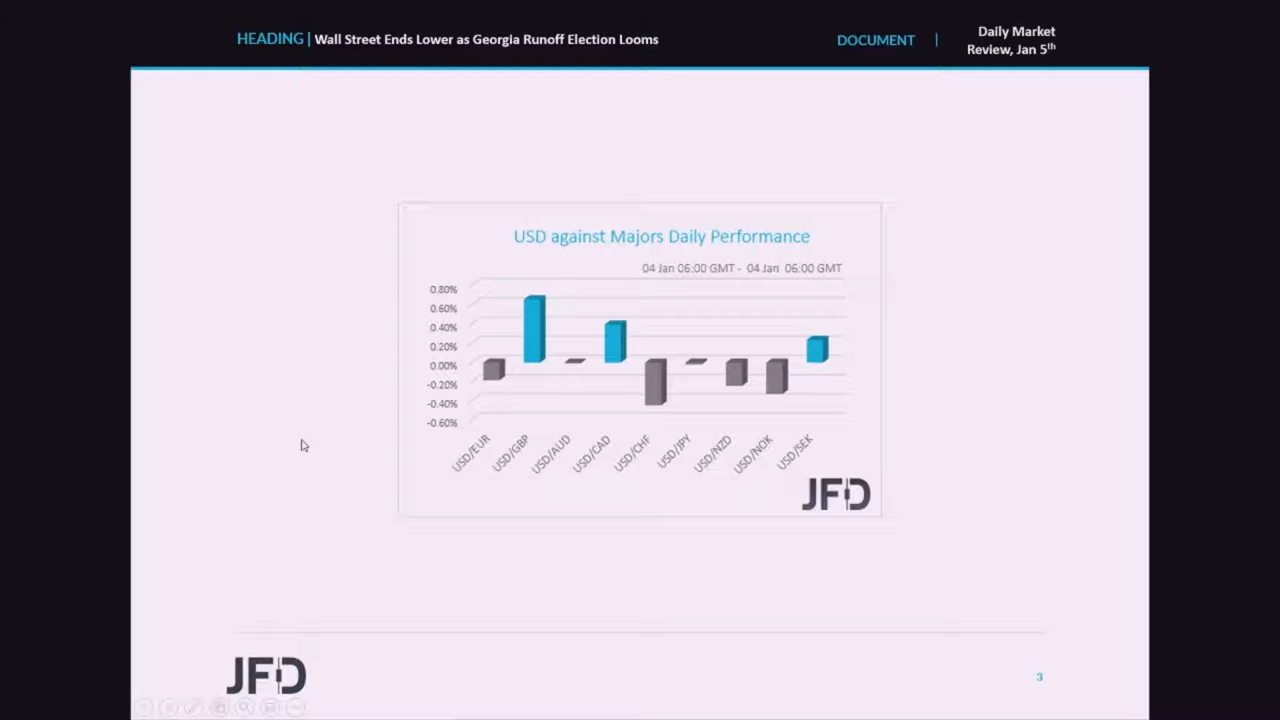 HEADING | Wall Street Ends Lower as Georgia Runoff Election Looms
DOCUMENT | Daily Market
Review, Jan 5th
USD against Majors Daily Performance
04 Jan 06:00 GMT - 04 Jan 06:00 GMT
0.80%
0.60%
0.40%
0.20%
0.00%
-0.20%
-0.40%
-0.60%
USD/EUR
USD/GBP
USD/AUD
USD/CAD
USD/CHF
USD/JPY
USD/NZD
USD/NOK
USD/SEK
JFD
JFD
3